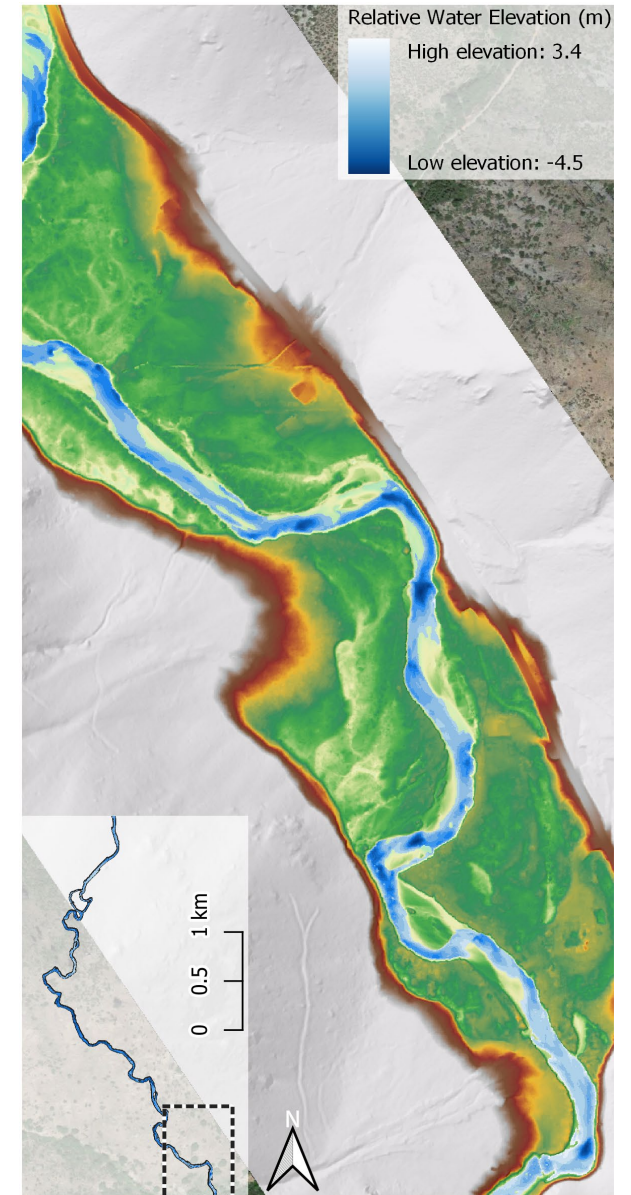 Relative Water Elevation (m)
High elevation: 3.4
Low elevation: -4.5
0 0.5 1 km
N